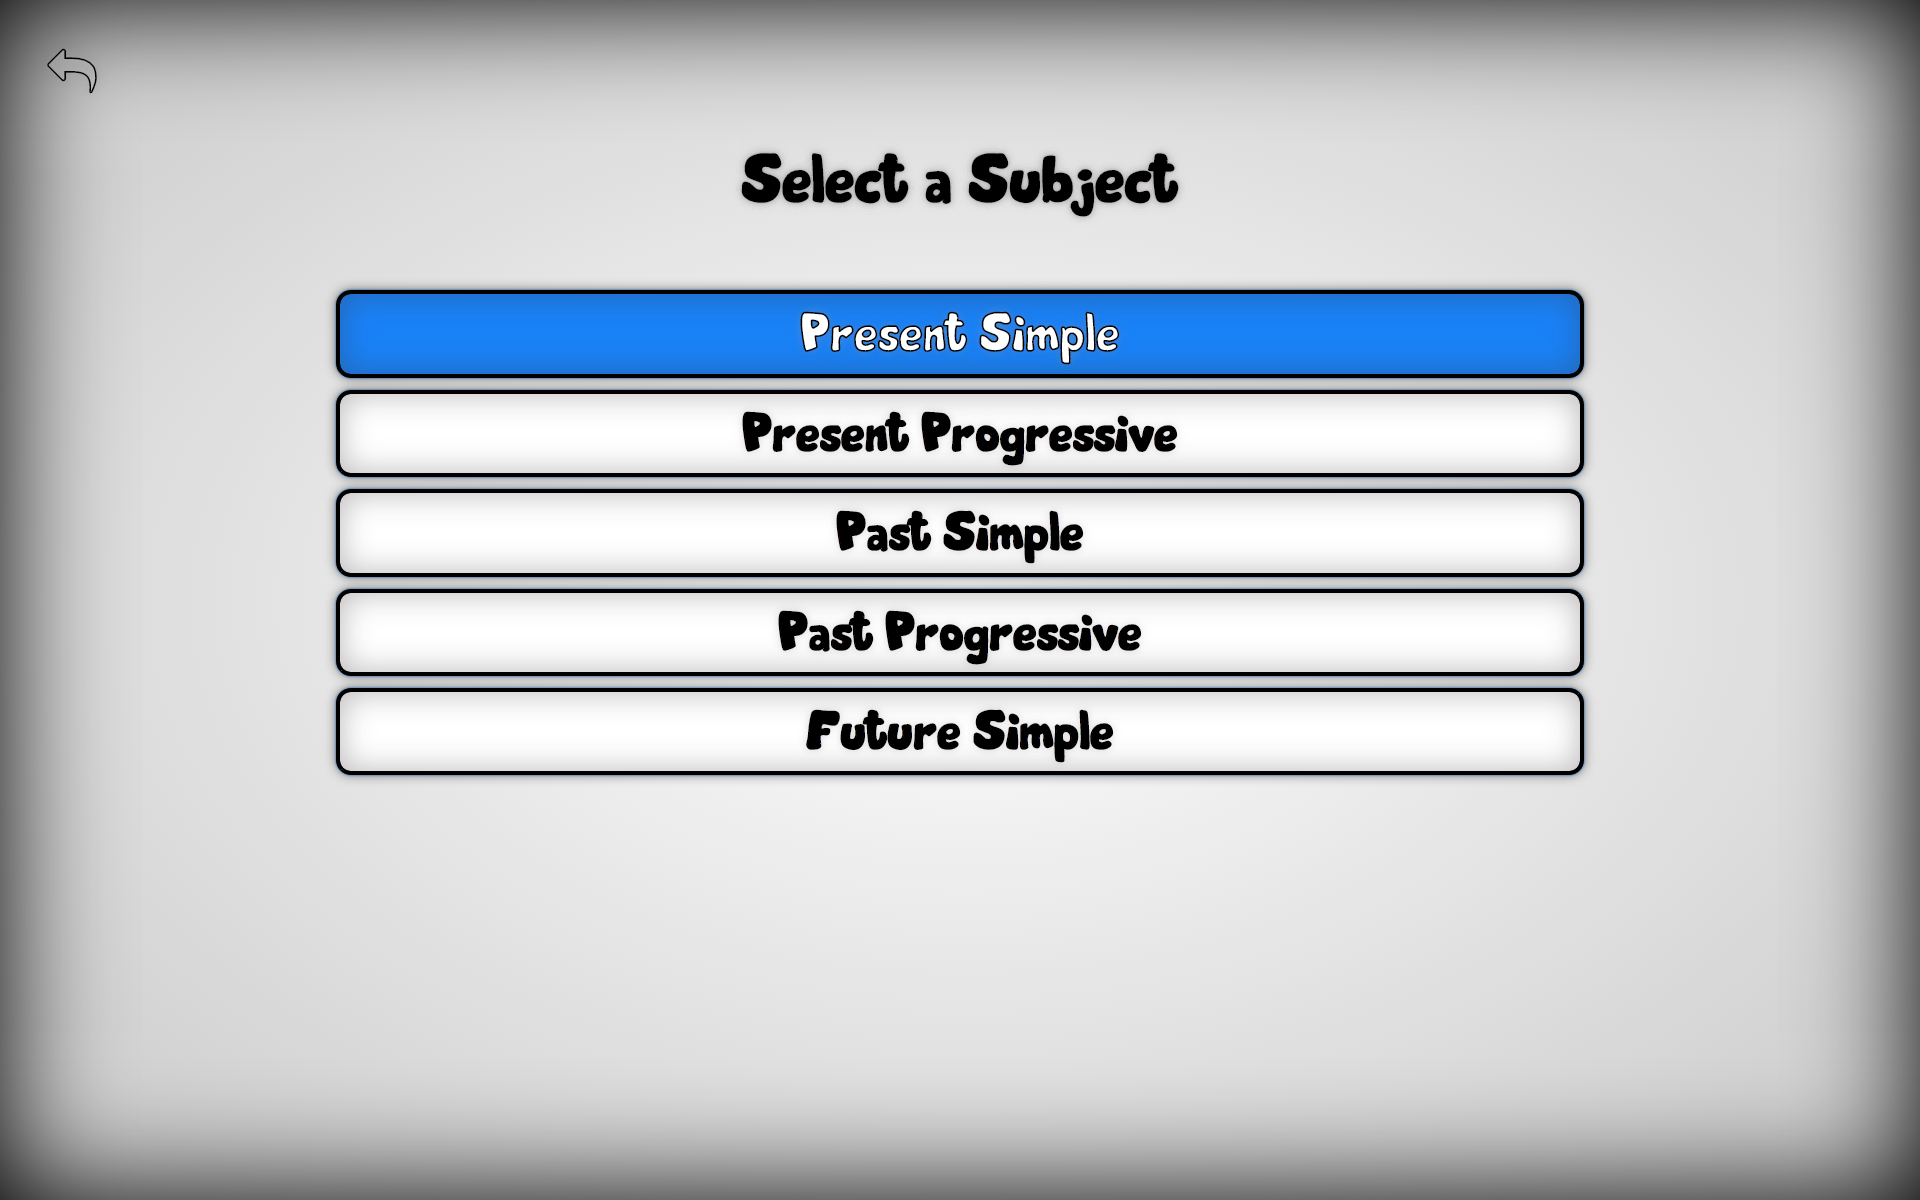 Select a Subject
Present Simple
Present Progressive
Past Simple
Past Progressive
Future Simple